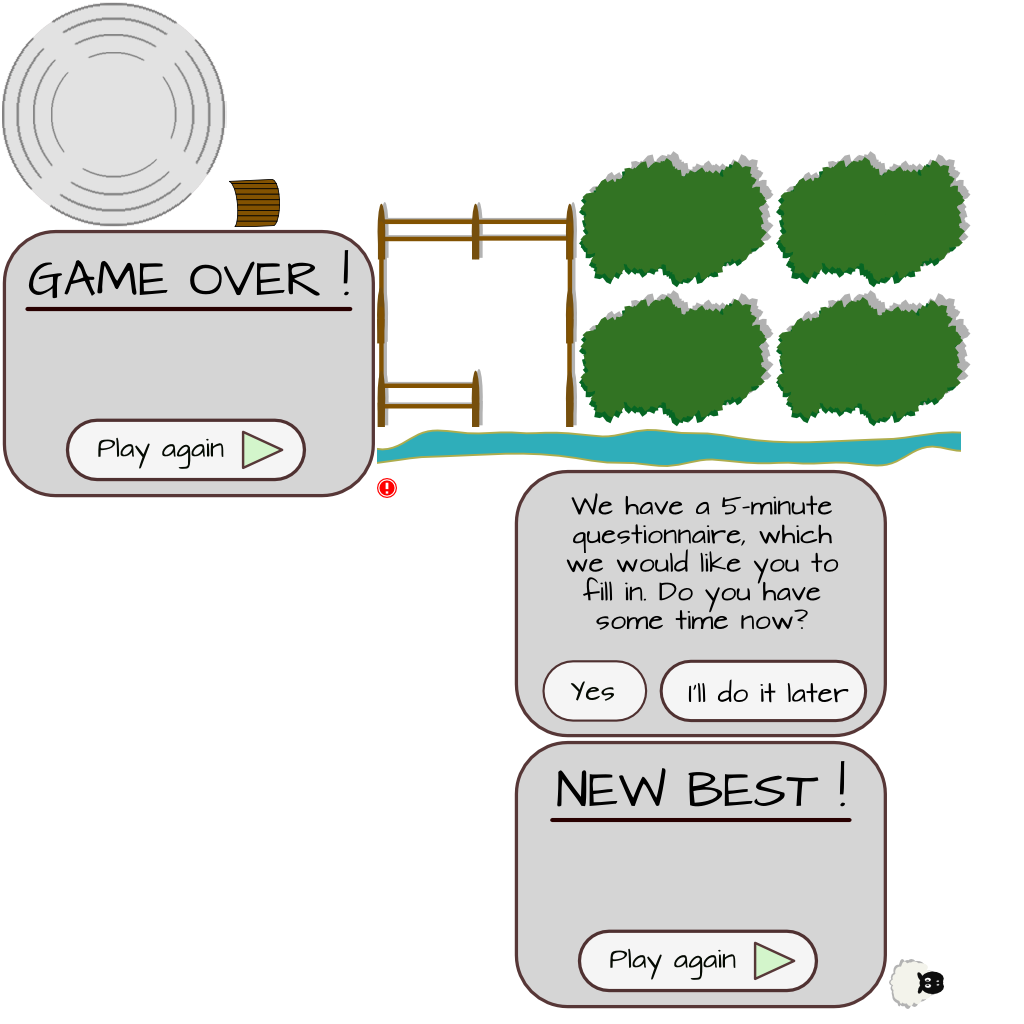 GAME OVER !
Play again
We have a 5-minute
questionnaire, which
we would like you to
fill in. Do you have
some time now?
Yes
I'll do it later
NEW BEST !
Play again